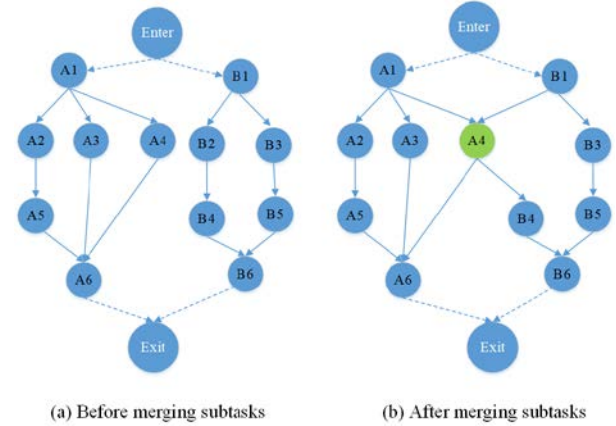 Enter
A1
B1
A2
A3
A4
B2
B3
A5
B4
B5
A6
B6
Exit
(a) Before merging subtasks
Enter
A1
B1
A2
A3
A4
B3
A5
B4
B5
A6
B6
Exit
(b) After merging subtasks